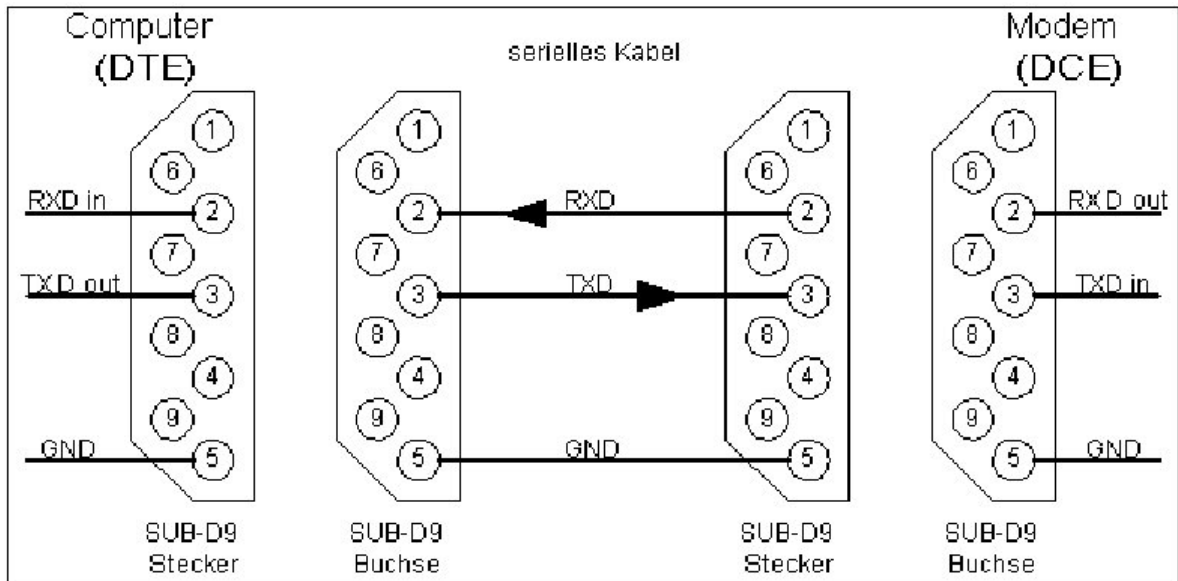 Computer
(DTE)
serielles Kabel
Modem
(DCE)
1
1
1
1
6
6
6
6
RXD in
2
2
RXD
2
2
RXD out
7
7
7
7
TXD out
3
3
TXD
3
3
TXD in
8
8
8
8
4
4
4
4
9
9
9
9
GND
5
5
GND
5
5
GND
SUB-D9
Stecker
SUB-D9
Buchse
SUB-D9
Stecker
SUB-D9
Buchse